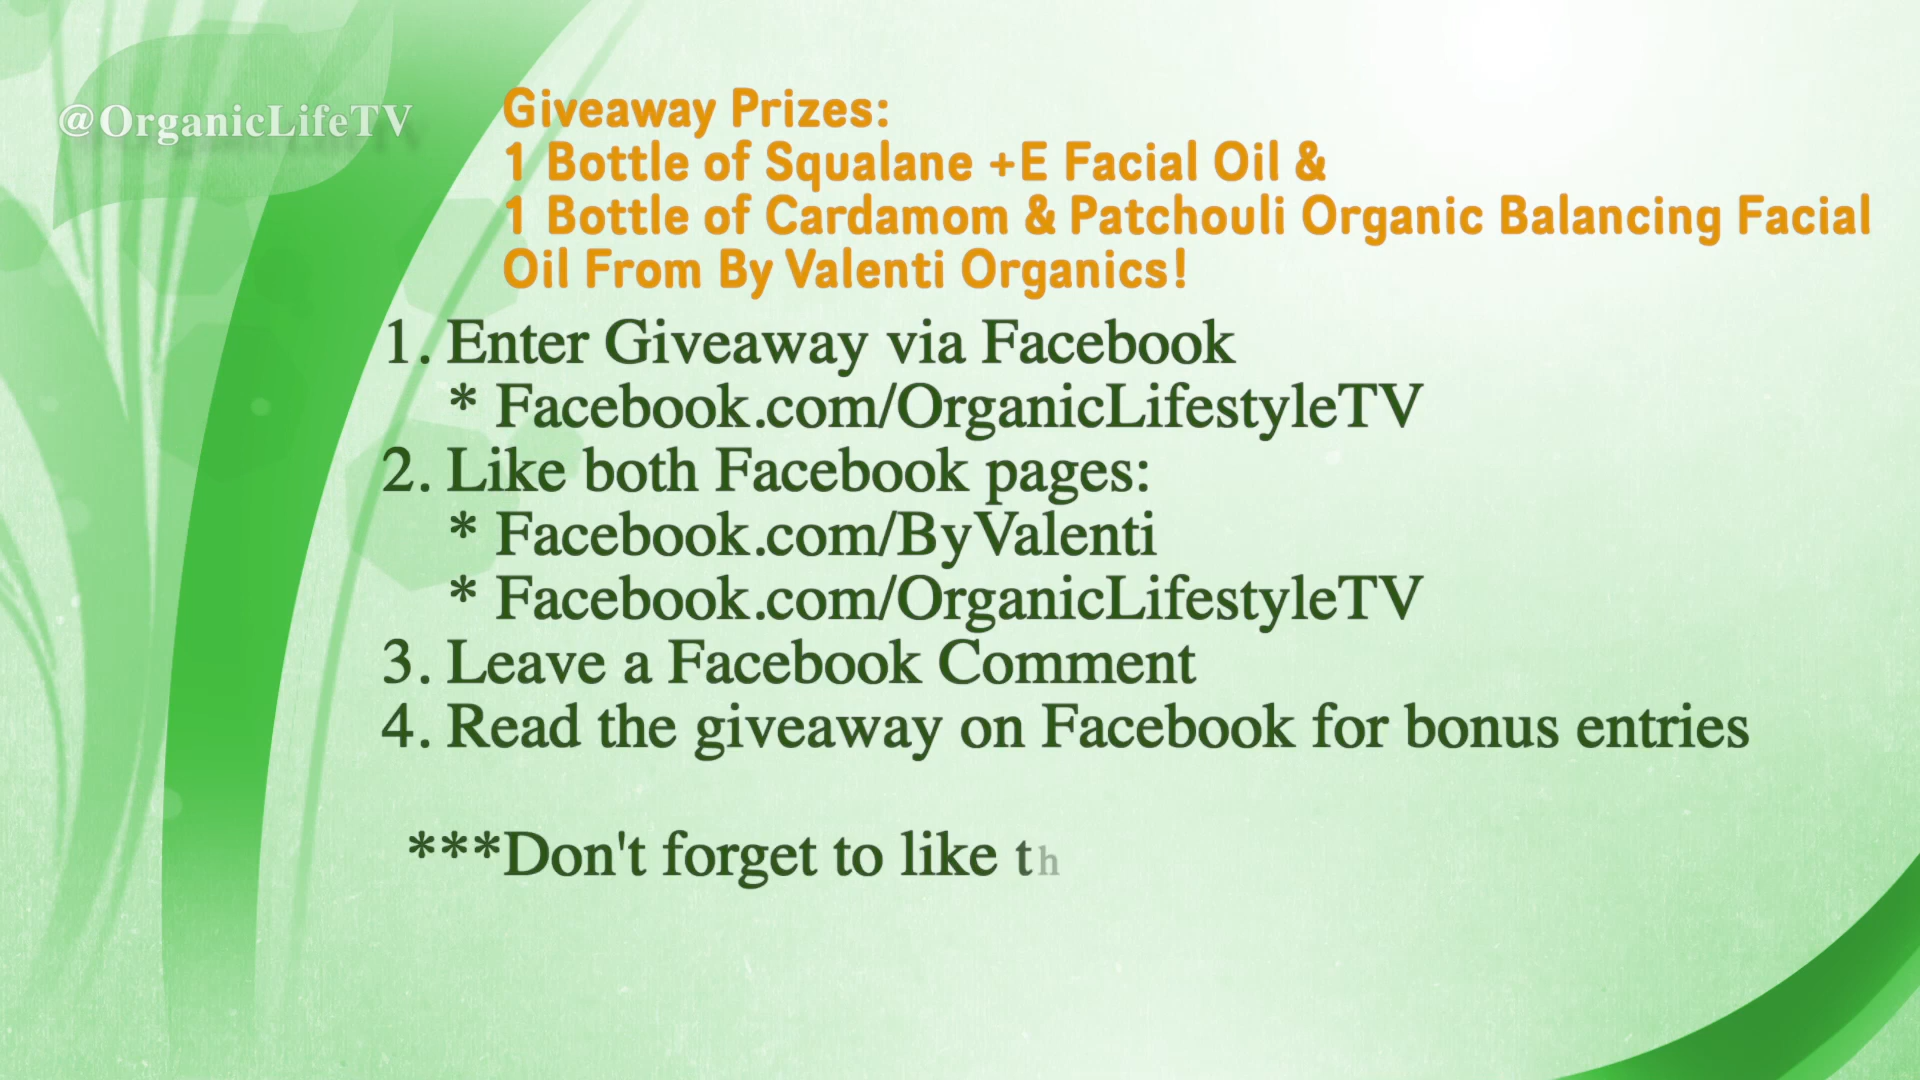 @OrganicLifeTV
Giveaway Prizes:
1 Bottle of Squalane +E Facial Oil &
1 Bottle of Cardamom & Patchouli Organic Balancing Facial
Oil From By Valenti Organics!
1. Enter Giveaway via Facebook
* Facebook.com/OrganicLifestyleTV
2. Like both Facebook pages:
* Facebook.com/ByValenti
* Facebook.com/OrganicLifestyleTV
3. Leave a Facebook Comment
4. Read the giveaway on Facebook for bonus entries
***Don't forget to like th